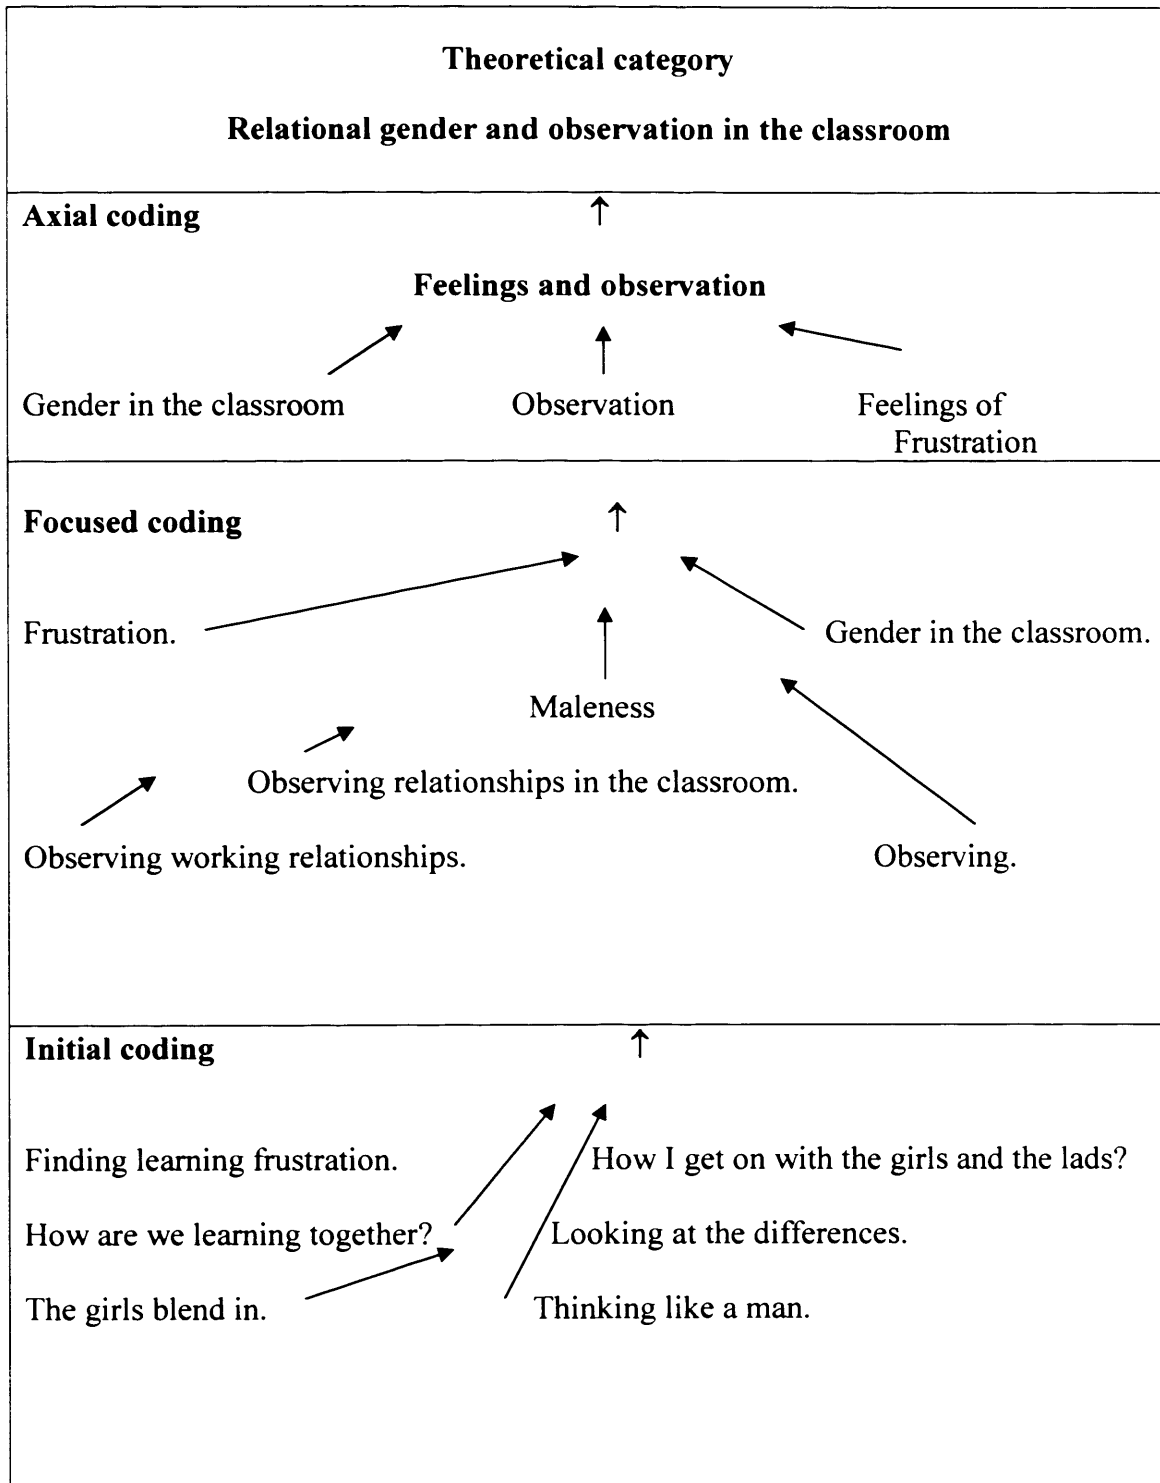 Theoretical category
Relational gender and observation in the classroom
Axial coding
Feelings and observation
Gender in the classroom Observation Feelings of
Frustration
Focused coding
Frustration. Gender in the classroom.
Maleness
Observing relationships in the classroom.
Observing working relationships. Observing.
Initial coding
Finding learning frustration. How I get on with the girls and the lads?
How are we learning together? Looking at the differences.
The girls blend in. Thinking like a man.